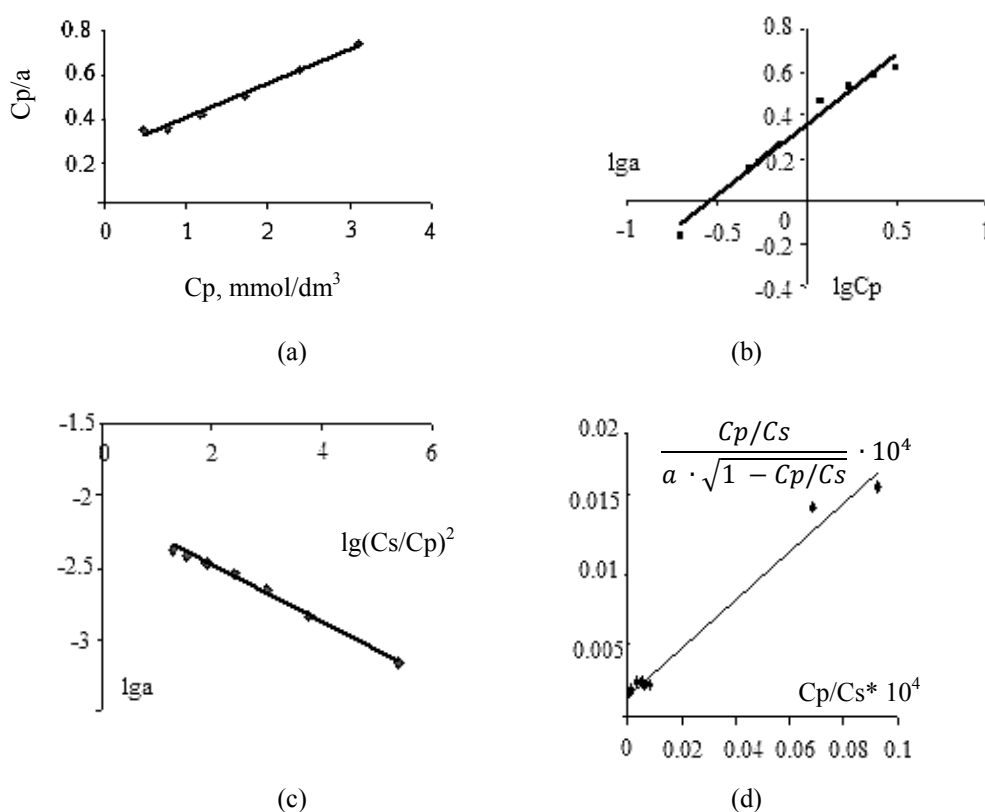 0.8
0.6
0.4
0.2
Cp/a
0 1 2 3 4
Cp, mmol/dm³
(a)
0.8
0.6
0.4
0.2
lga
-1 -0.5 0 0.5 1
-0.2
-0.4
lgCp
(b)
-1.5
0 2 4 6
-2
lg(Cs/Cp)²
-2.5
-3
lga
(c)
0.02
Cp/Cs
a · √1 − Cp/Cs · 10⁴
0.015
0.01
0.005
Cp/Cs* 10⁴
0 0.02 0.04 0.06 0.08 0.1
(d)